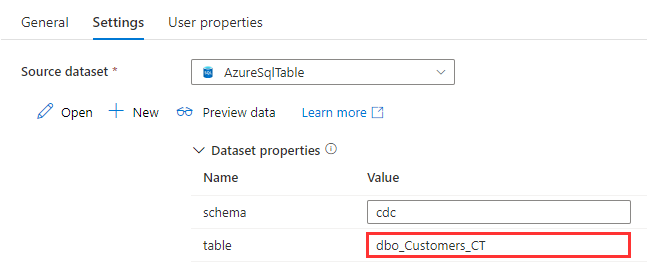 General Settings User properties
Source dataset * AzureSqlTable
Open New Preview data Learn more
Dataset properties
Name Value
schema cdc
table dbo_Customers_CT